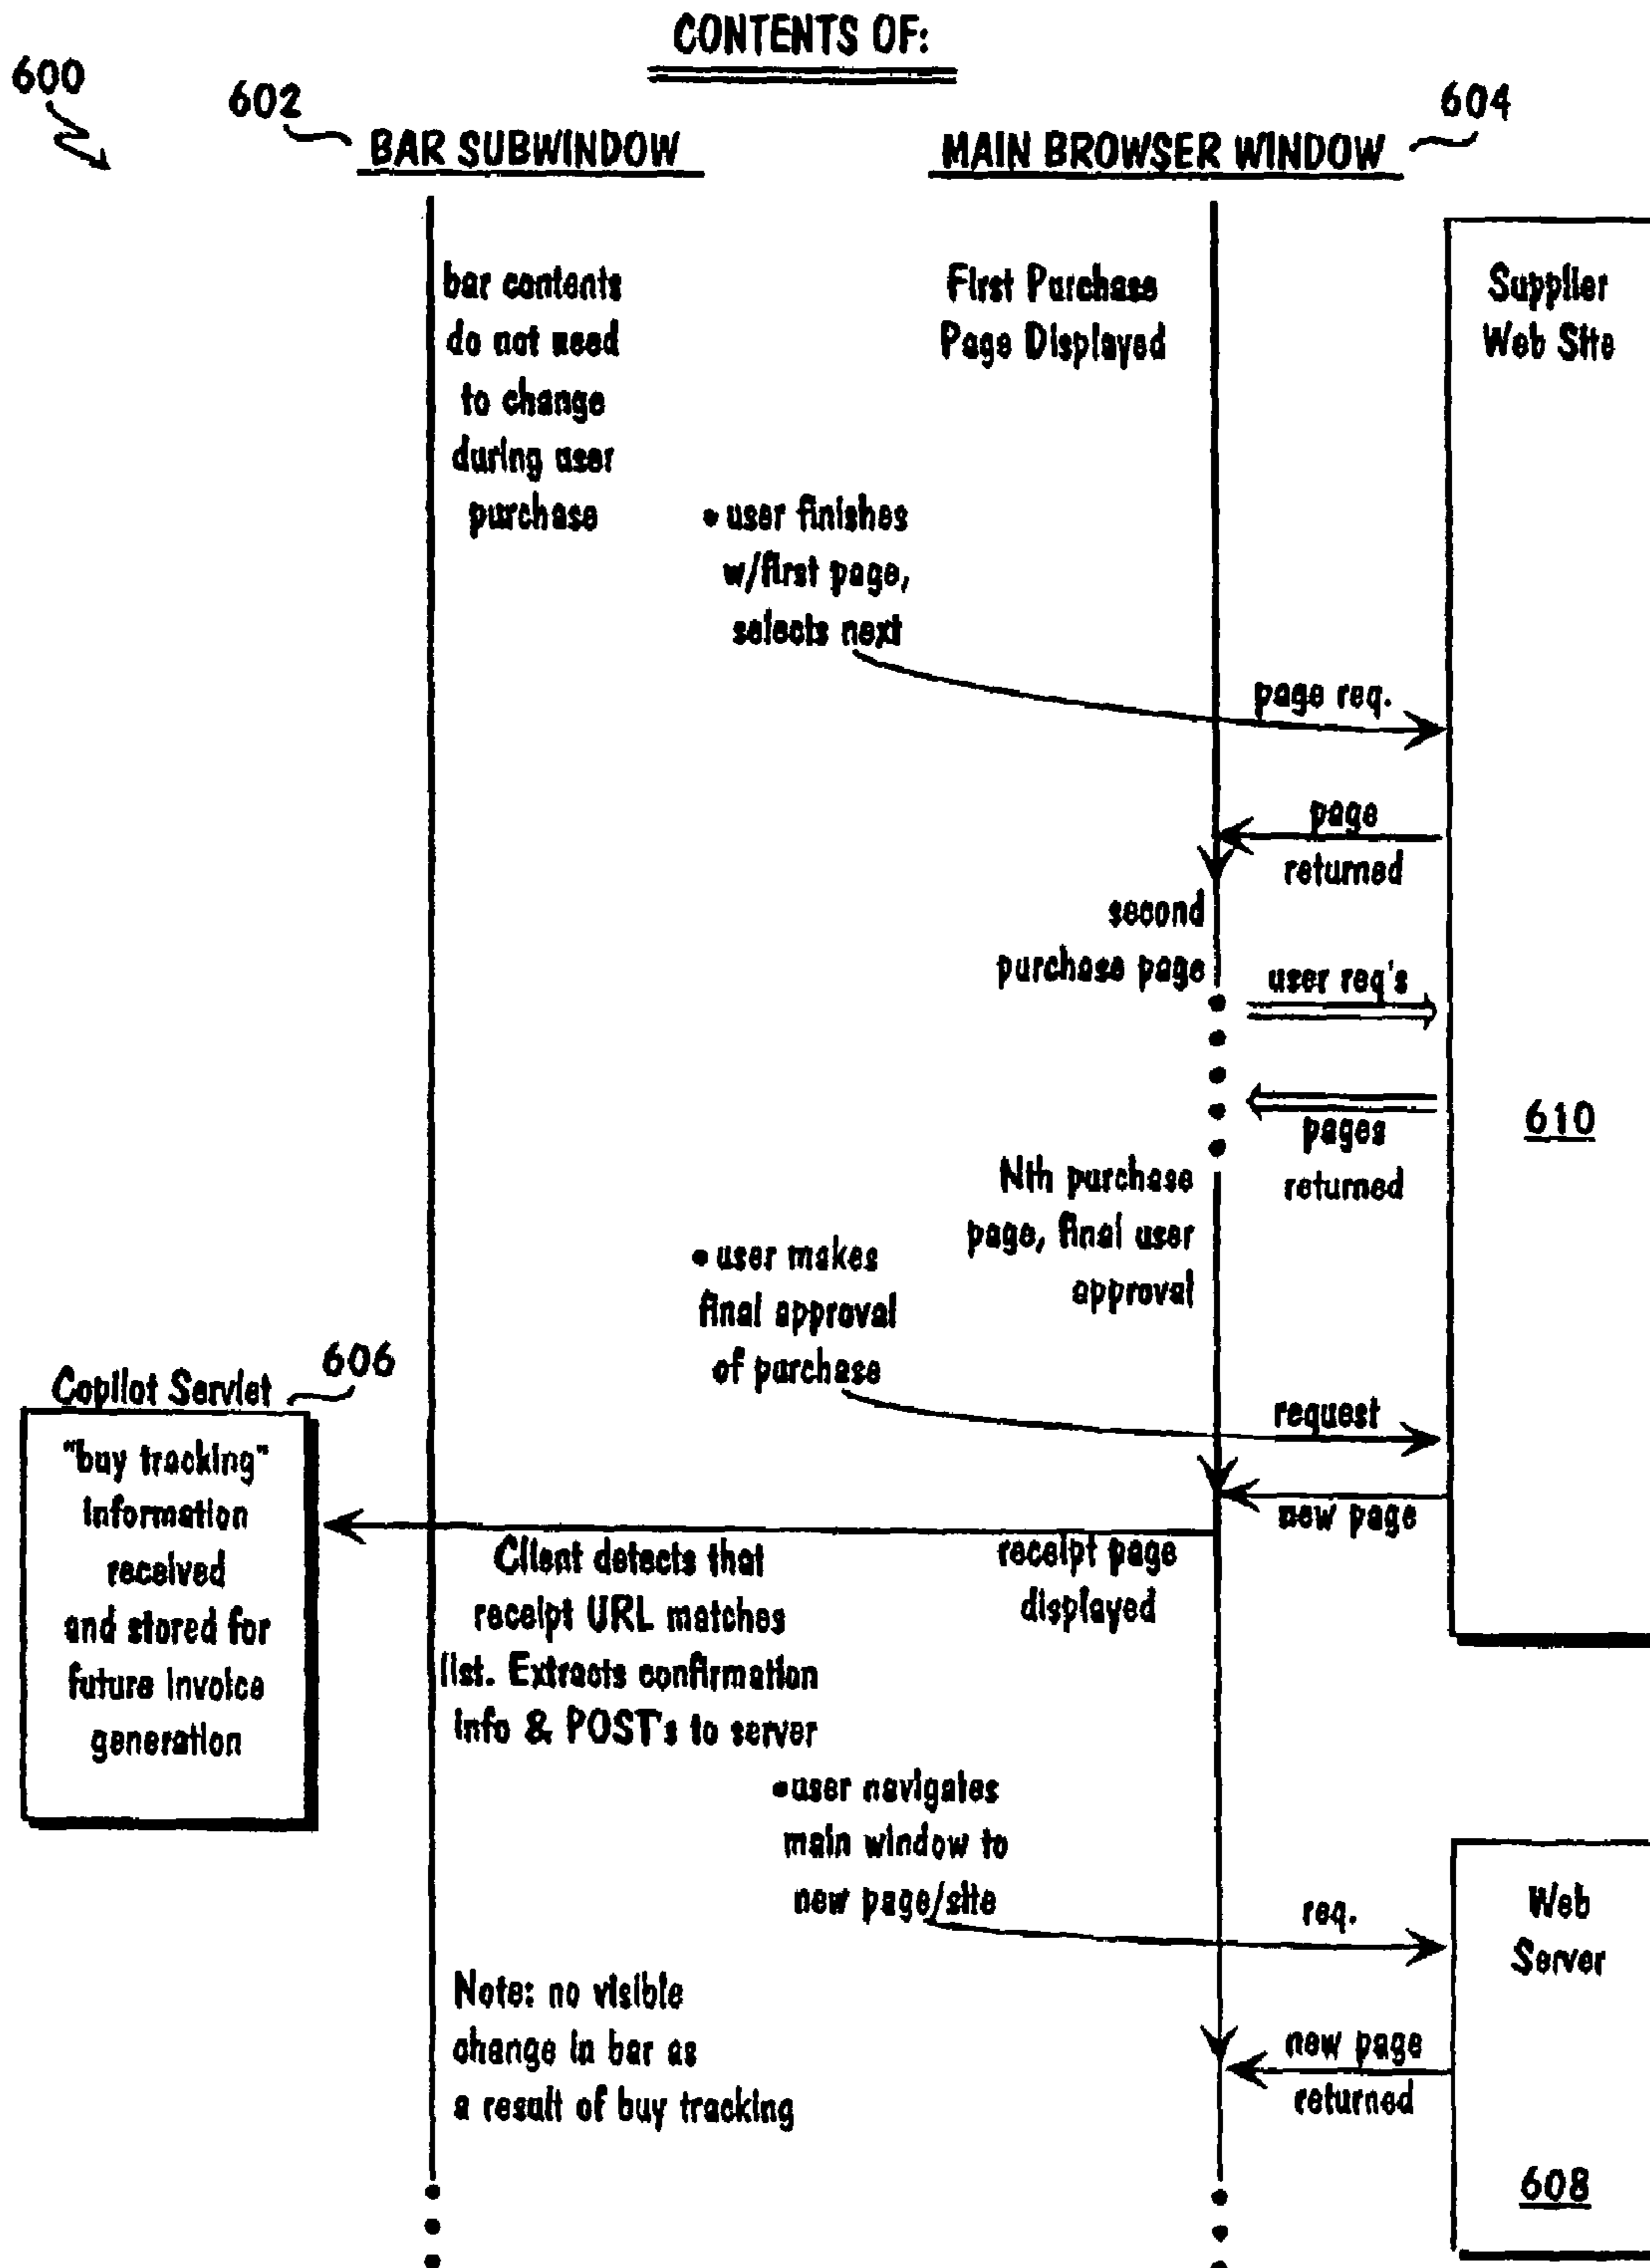 CONTENTS OF:
600
602
604
BAR SUBWINDOW
MAIN BROWSER WINDOW
bar contents
do not need
to change
during user
purchase
First Purchase
Page Displayed
Supplier
Web Site
• user finishes
w/first page,
selects next
page req.
page
returned
second
purchase page
user req's
pages
returned
610
Nth purchase
page, final user
approval
• user makes
final approval
of purchase
request
new page
606
Copilot Servlet
"buy tracking"
information
received
and stored for
future invoice
generation
Client detects that
receipt URL matches
list. Extracts confirmation
info & POST's to server
receipt page
displayed
• user navigates
main window to
new page/site
req.
Web
Server
Note: no visible
change in bar as
a result of buy tracking
new page
returned
608